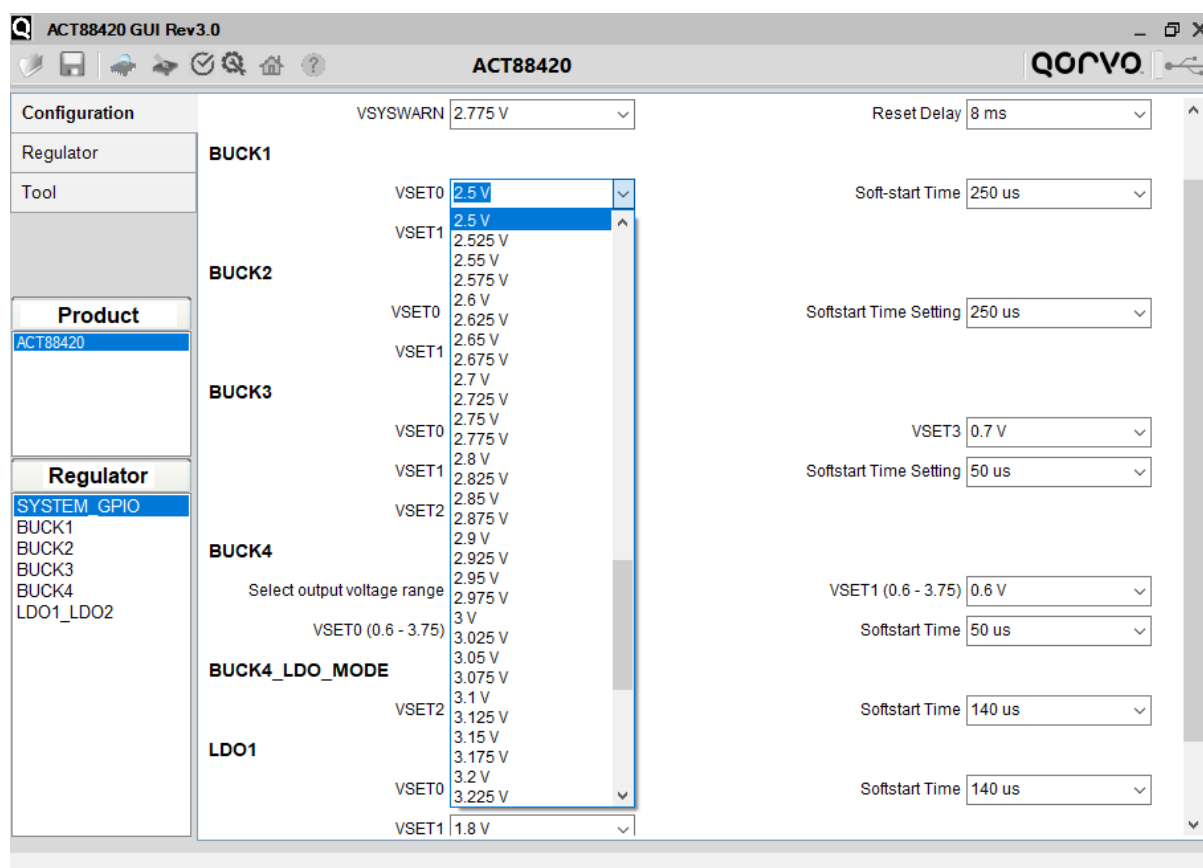 ACT88420 GUI Rev3.0
ACT88420
QORVO
Configuration
Regulator
Tool
Product
ACT88420
Regulator
SYSTEM_GPIO
BUCK1
BUCK2
BUCK3
BUCK4
LDO1_LDO2
VSYSWARN 2.775 V
Reset Delay 8 ms
BUCK1
VSET0 2.5 V
Soft-start Time 250 us
VSET1
BUCK2
VSET0
Softstart Time Setting 250 us
VSET1
BUCK3
VSET0
VSET3 0.7 V
VSET1
Softstart Time Setting 50 us
VSET2
BUCK4
Select output voltage range
VSET1 (0.6 - 3.75) 0.6 V
VSET0 (0.6 - 3.75)
Softstart Time 50 us
BUCK4_LDO_MODE
VSET2
Softstart Time 140 us
LDO1
VSET0
Softstart Time 140 us
VSET1 1.8 V
2.5 V
2.525 V
2.55 V
2.575 V
2.6 V
2.625 V
2.65 V
2.675 V
2.7 V
2.725 V
2.75 V
2.775 V
2.8 V
2.825 V
2.85 V
2.875 V
2.9 V
2.925 V
2.95 V
2.975 V
3 V
3.025 V
3.05 V
3.075 V
3.1 V
3.125 V
3.15 V
3.175 V
3.2 V
3.225 V